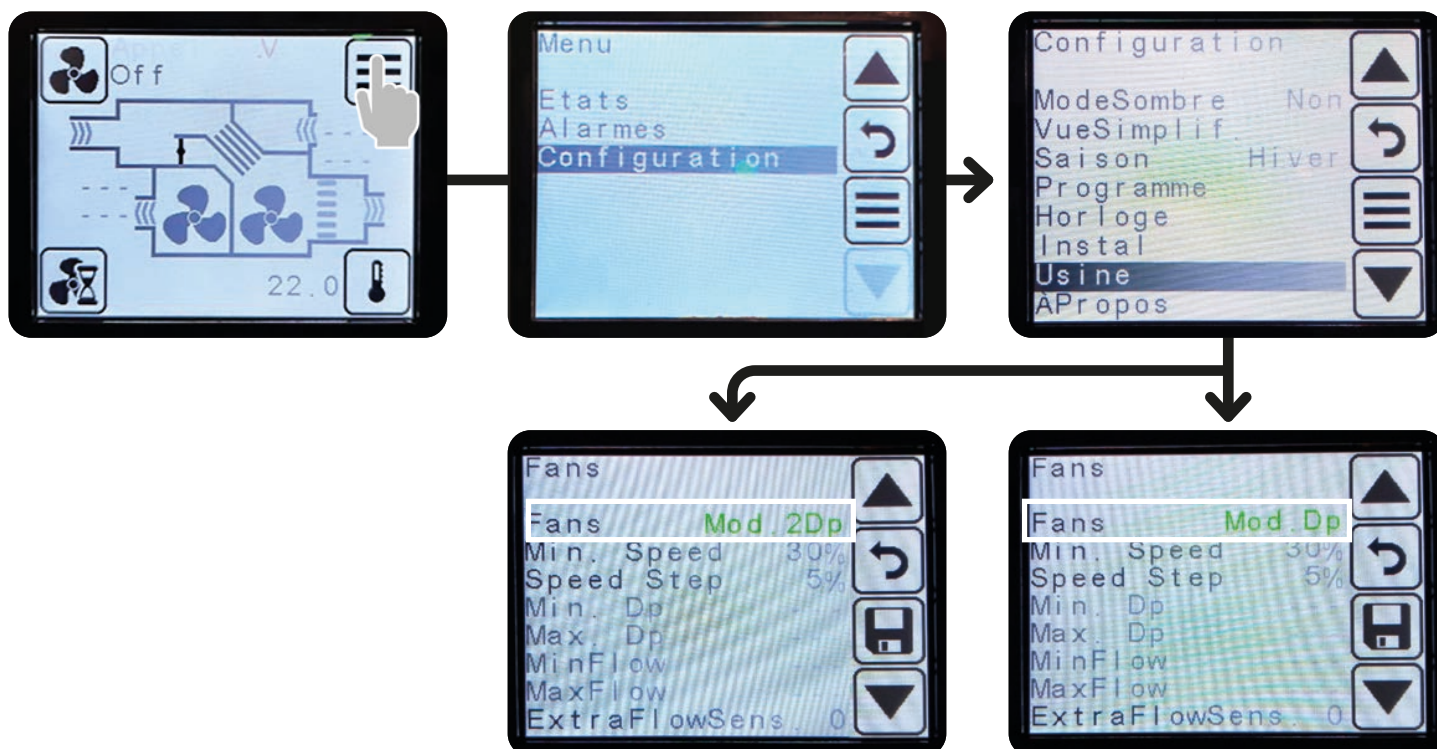 Appel .V
Off
22.0
Menu
Etats
Alarmes
Configuration
Configuration
ModeSombre Non
VueSimplif.
Saison Hiver
Programme
Horloge
Instal
Usine
ÀPropos
Fans
Fans Mod.2Dp
Min. Speed 30%
Speed Step 5%
Min. Dp
Max. Dp
MinFlow
MaxFlow
ExtraFlowSens. 0
Fans
Fans Mod.Dp
Min. Speed 30%
Speed Step 5%
Min. Dp
Max. Dp
MinFlow
MaxFlow
ExtraFlowSens. 0